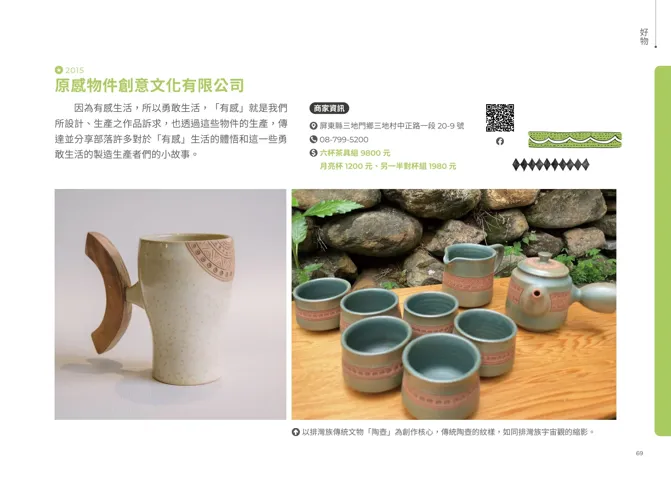 好物
2015
原感物件創意文化有限公司
因為有感生活，所以勇敢生活，「有感」就是我們
所設計、生產之作品訴求，也透過這些物件的生產，傳
達並分享部落許多對於「有感」生活的體悟和這一些勇
敢生活的製造生產者們的小故事。
商家資訊
屏東縣三地門鄉三地村中正路一段 20-9 號
08-799-5200
六杯茶具組 9800 元
月亮杯 1200 元、另一半對杯組 1980 元
以排灣族傳統文物「陶壺」為創作核心，傳統陶壺的紋樣，如同排灣族宇宙觀的縮影。
69